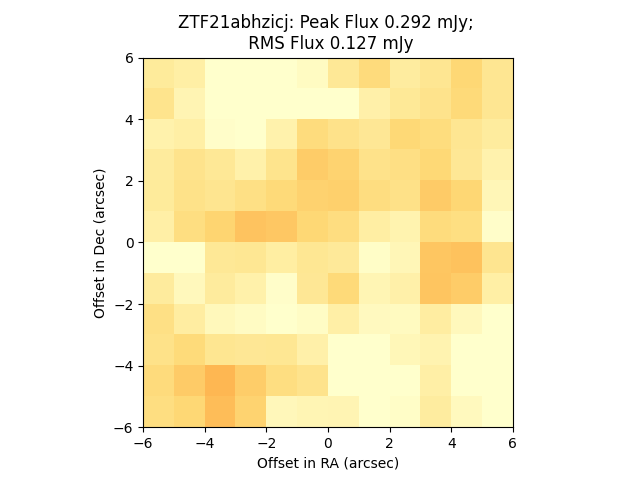 ZTF21abhzicj: Peak Flux 0.292 mJy;
RMS Flux 0.127 mJy
6
4
2
0
−2
−4
−6
Offset in Dec (arcsec)
−6 −4 −2 0 2 4 6
Offset in RA (arcsec)